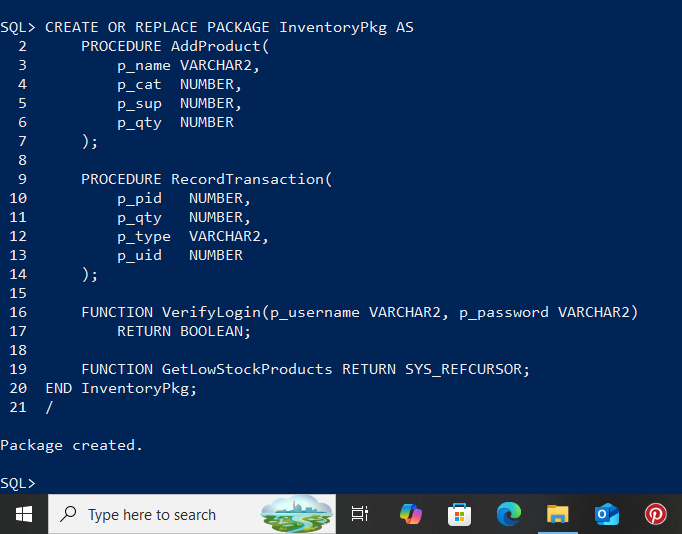 SQL> CREATE OR REPLACE PACKAGE InventoryPkg AS
  2      PROCEDURE AddProduct(
  3          p_name VARCHAR2,
  4          p_cat  NUMBER,
  5          p_sup  NUMBER,
  6          p_qty  NUMBER
  7      );
  8
  9      PROCEDURE RecordTransaction(
 10          p_pid   NUMBER,
 11          p_qty   NUMBER,
 12          p_type  VARCHAR2,
 13          p_uid   NUMBER
 14      );
 15
 16      FUNCTION VerifyLogin(p_username VARCHAR2, p_password VARCHAR2)
 17          RETURN BOOLEAN;
 18
 19      FUNCTION GetLowStockProducts RETURN SYS_REFCURSOR;
 20  END InventoryPkg;
 21  /
Package created.
SQL>
Type here to search